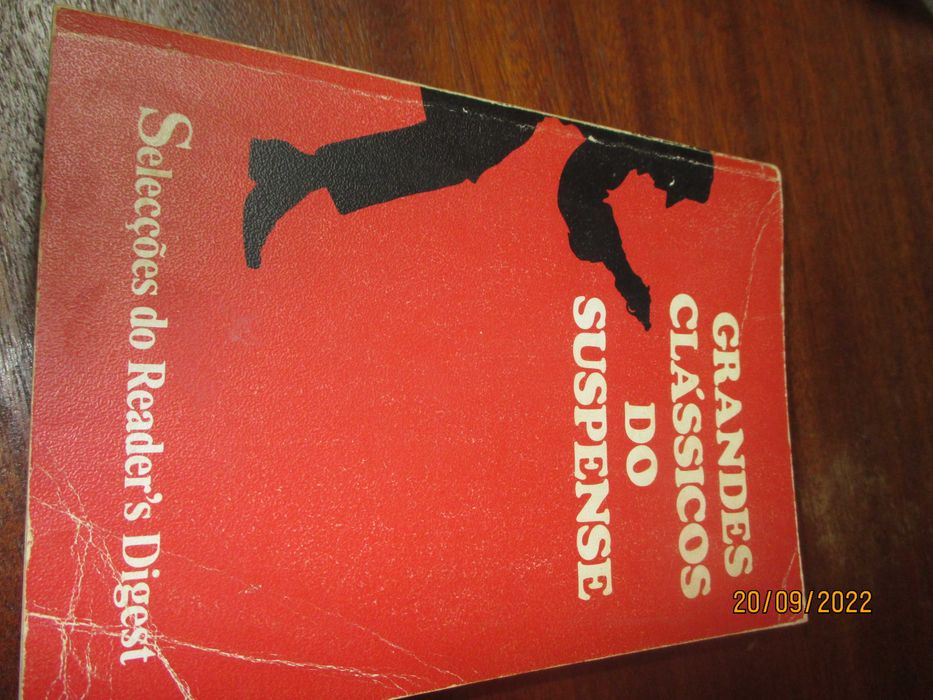 GRANDES
CLÁSSICOS
DO
SUSPENSE
Selecções do Reader's Digest
20/09/2022